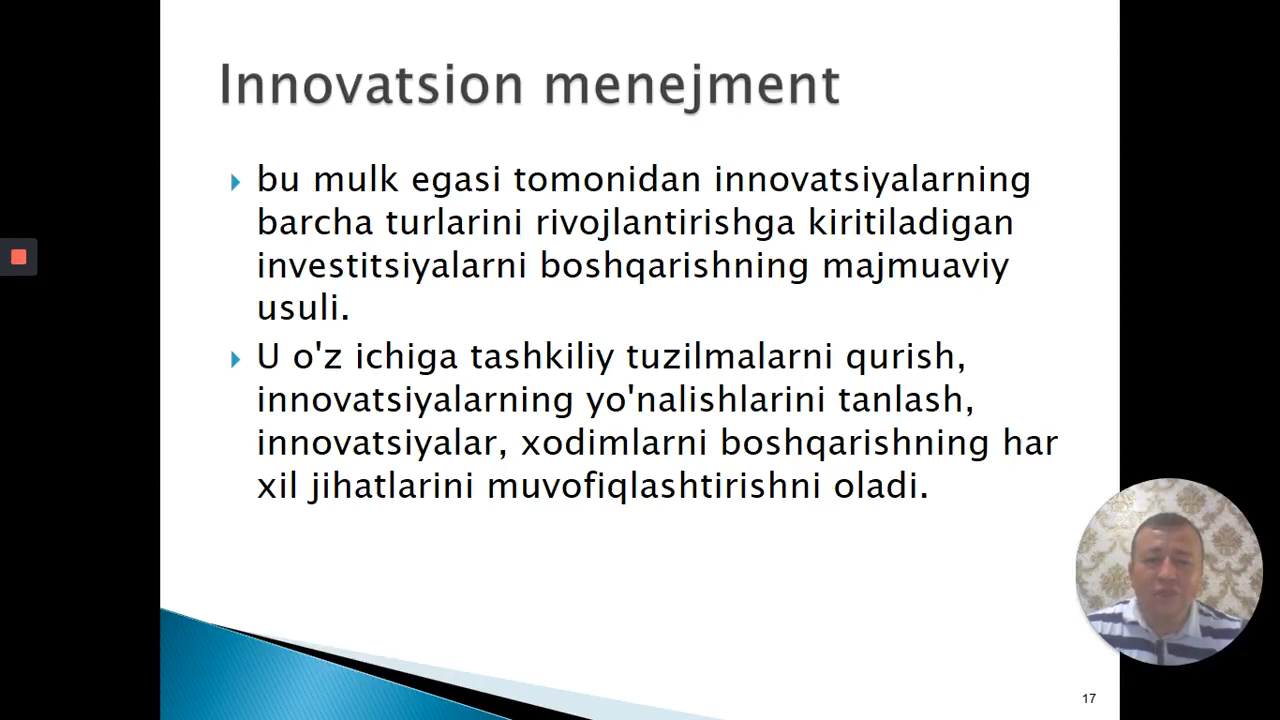 Innovatsion menejment
bu mulk egasi tomonidan innovatsiyalarning
barcha turlarini rivojlantirishga kiritiladigan
investitsiyalarni boshqarishning majmuaviy
usuli.
U o'z ichiga tashkiliy tuzilmalarni qurish,
innovatsiyalarning yo'nalishlarini tanlash,
innovatsiyalar, xodimlarni boshqarishning har
xil jihatlarini muvofiqlashtirishni oladi.
17